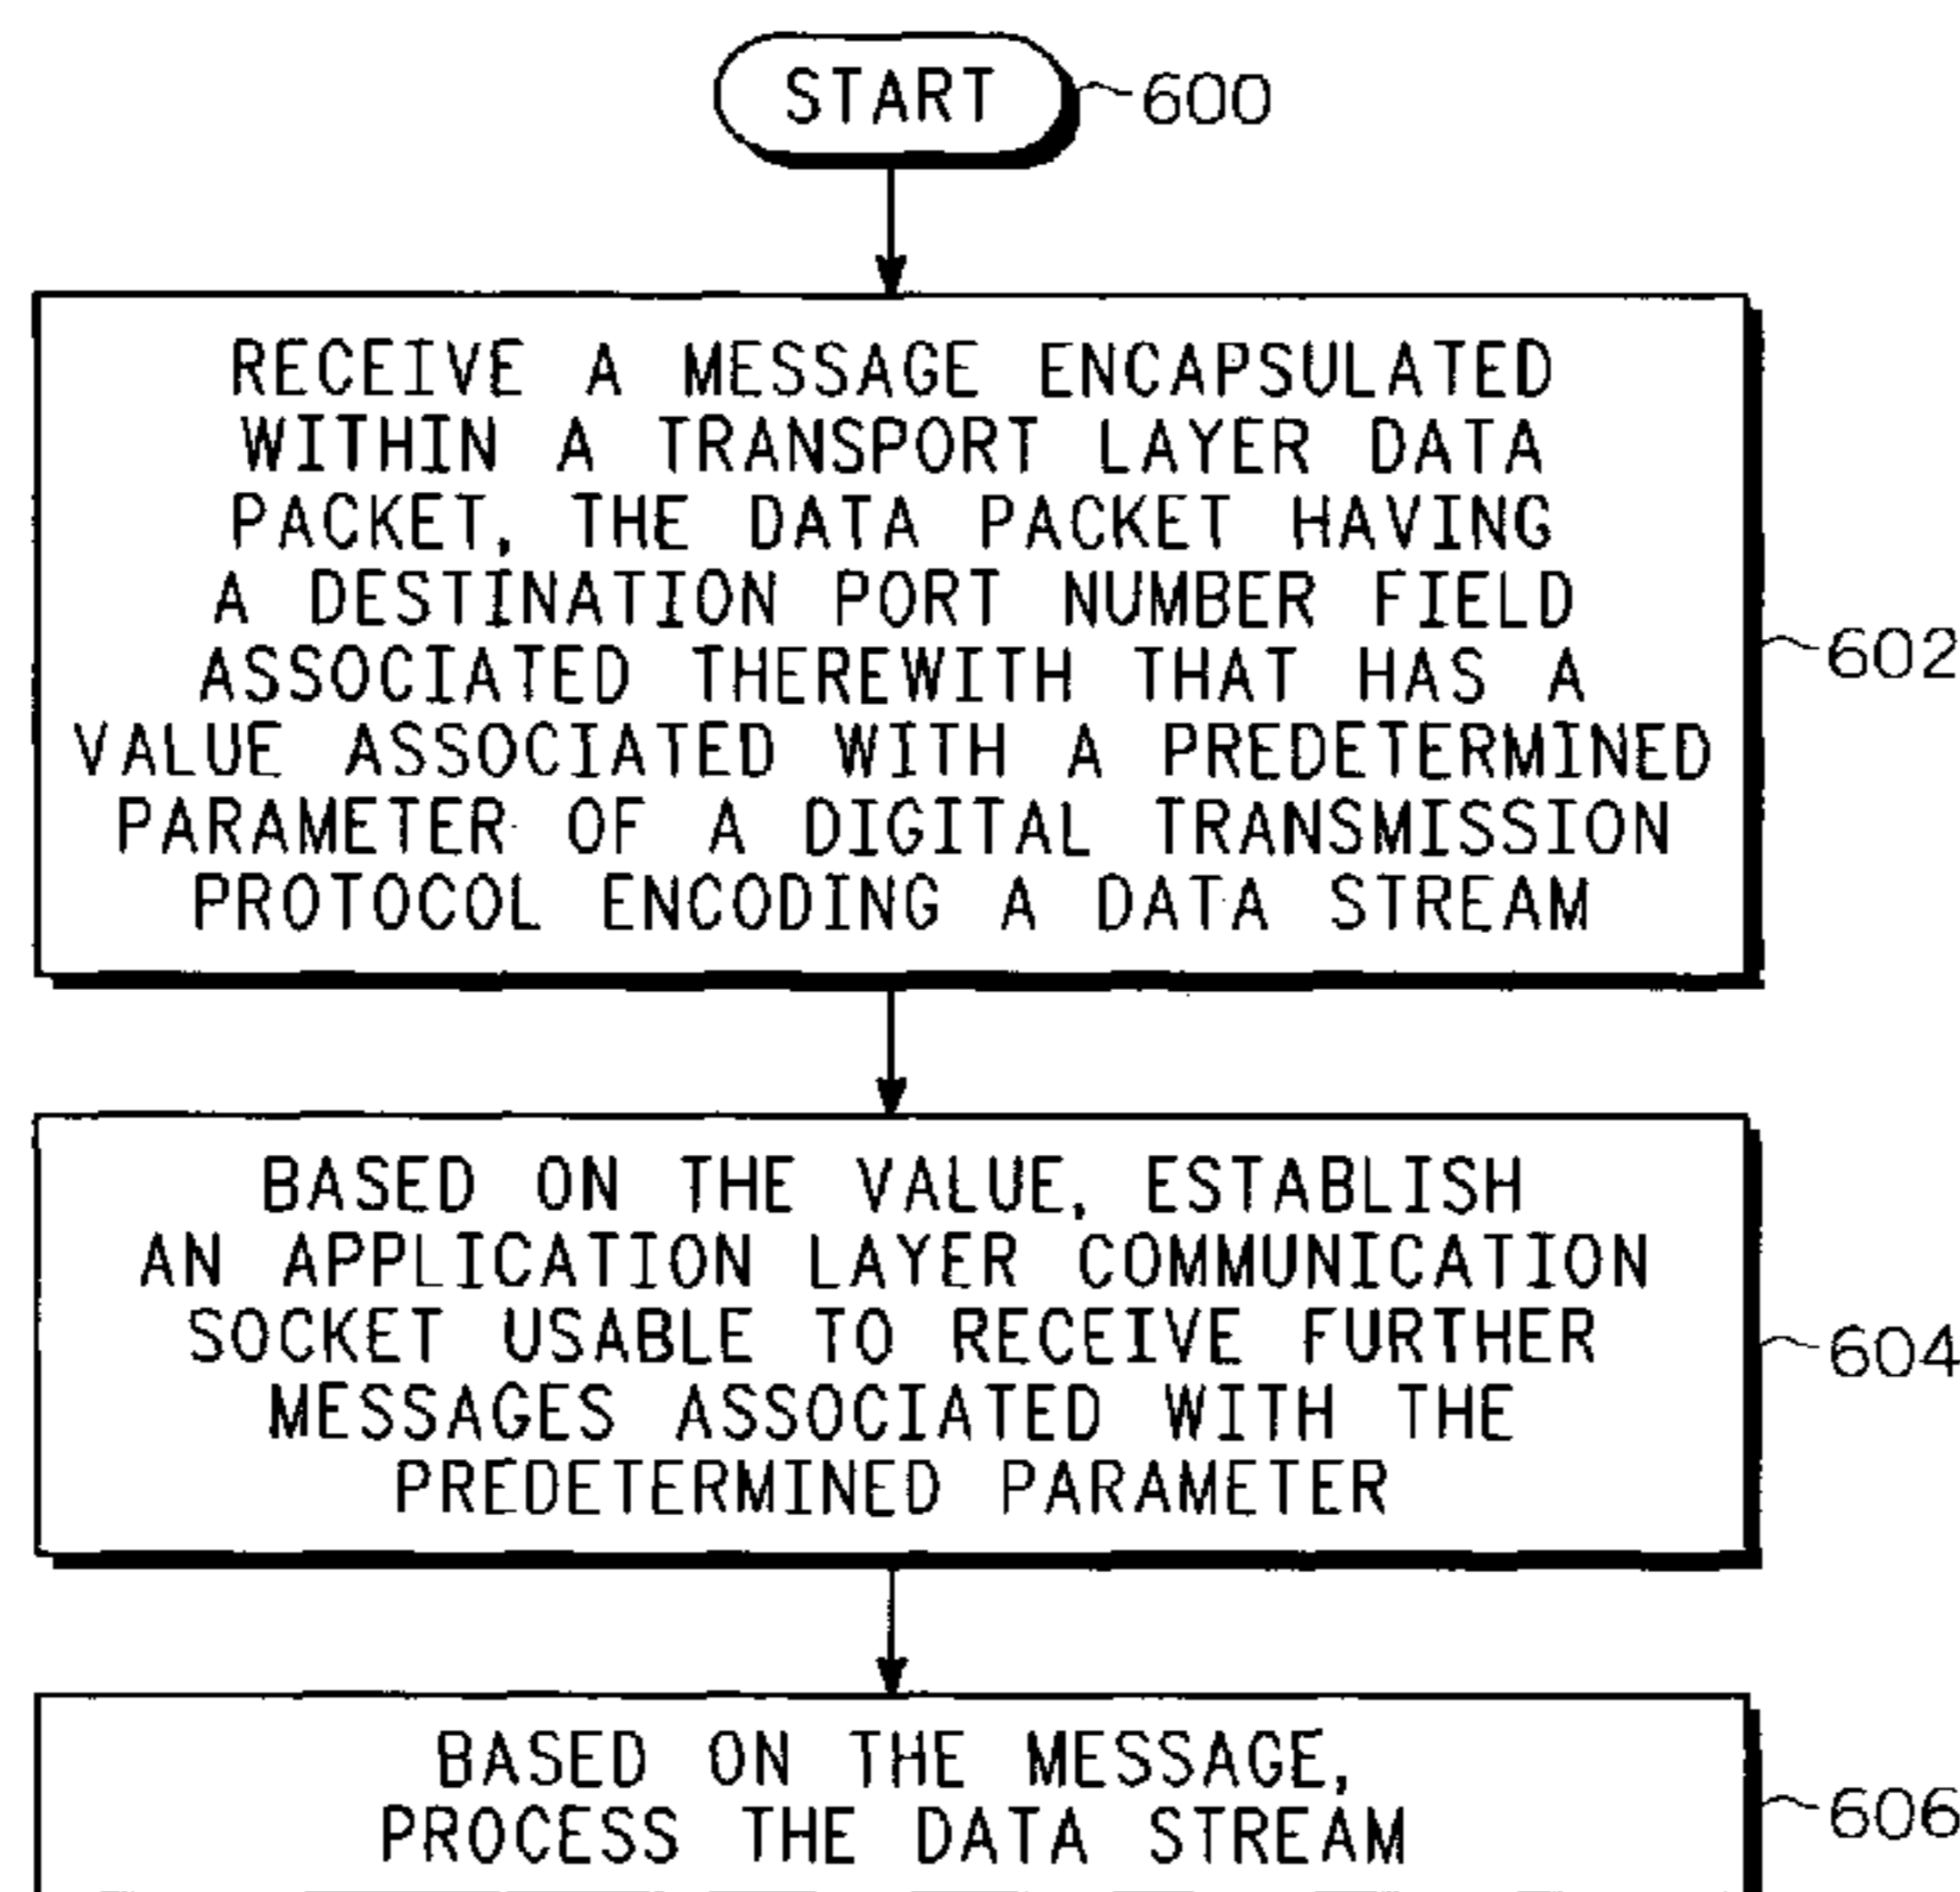 START
600
RECEIVE A MESSAGE ENCAPSULATED
WITHIN A TRANSPORT LAYER DATA
PACKET, THE DATA PACKET HAVING
A DESTINATION PORT NUMBER FIELD
ASSOCIATED THEREWITH THAT HAS A
VALUE ASSOCIATED WITH A PREDETERMINED
PARAMETER OF A DIGITAL TRANSMISSION
PROTOCOL ENCODING A DATA STREAM
602
BASED ON THE VALUE, ESTABLISH
AN APPLICATION LAYER COMMUNICATION
SOCKET USABLE TO RECEIVE FURTHER
MESSAGES ASSOCIATED WITH THE
PREDETERMINED PARAMETER
604
BASED ON THE MESSAGE,
PROCESS THE DATA STREAM
606